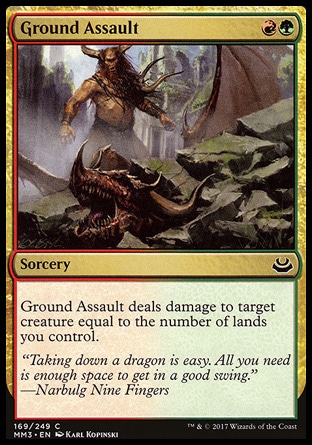 Ground Assault
Sorcery
Ground Assault deals damage to target
creature equal to the number of lands
you control.
“Taking down a dragon is easy. All you need
is enough space to get in a good swing.”
—Narbulg Nine Fingers
169/249 C
MM3 • EN Karl Kopinski
™ & © 2017 Wizards of the Coast